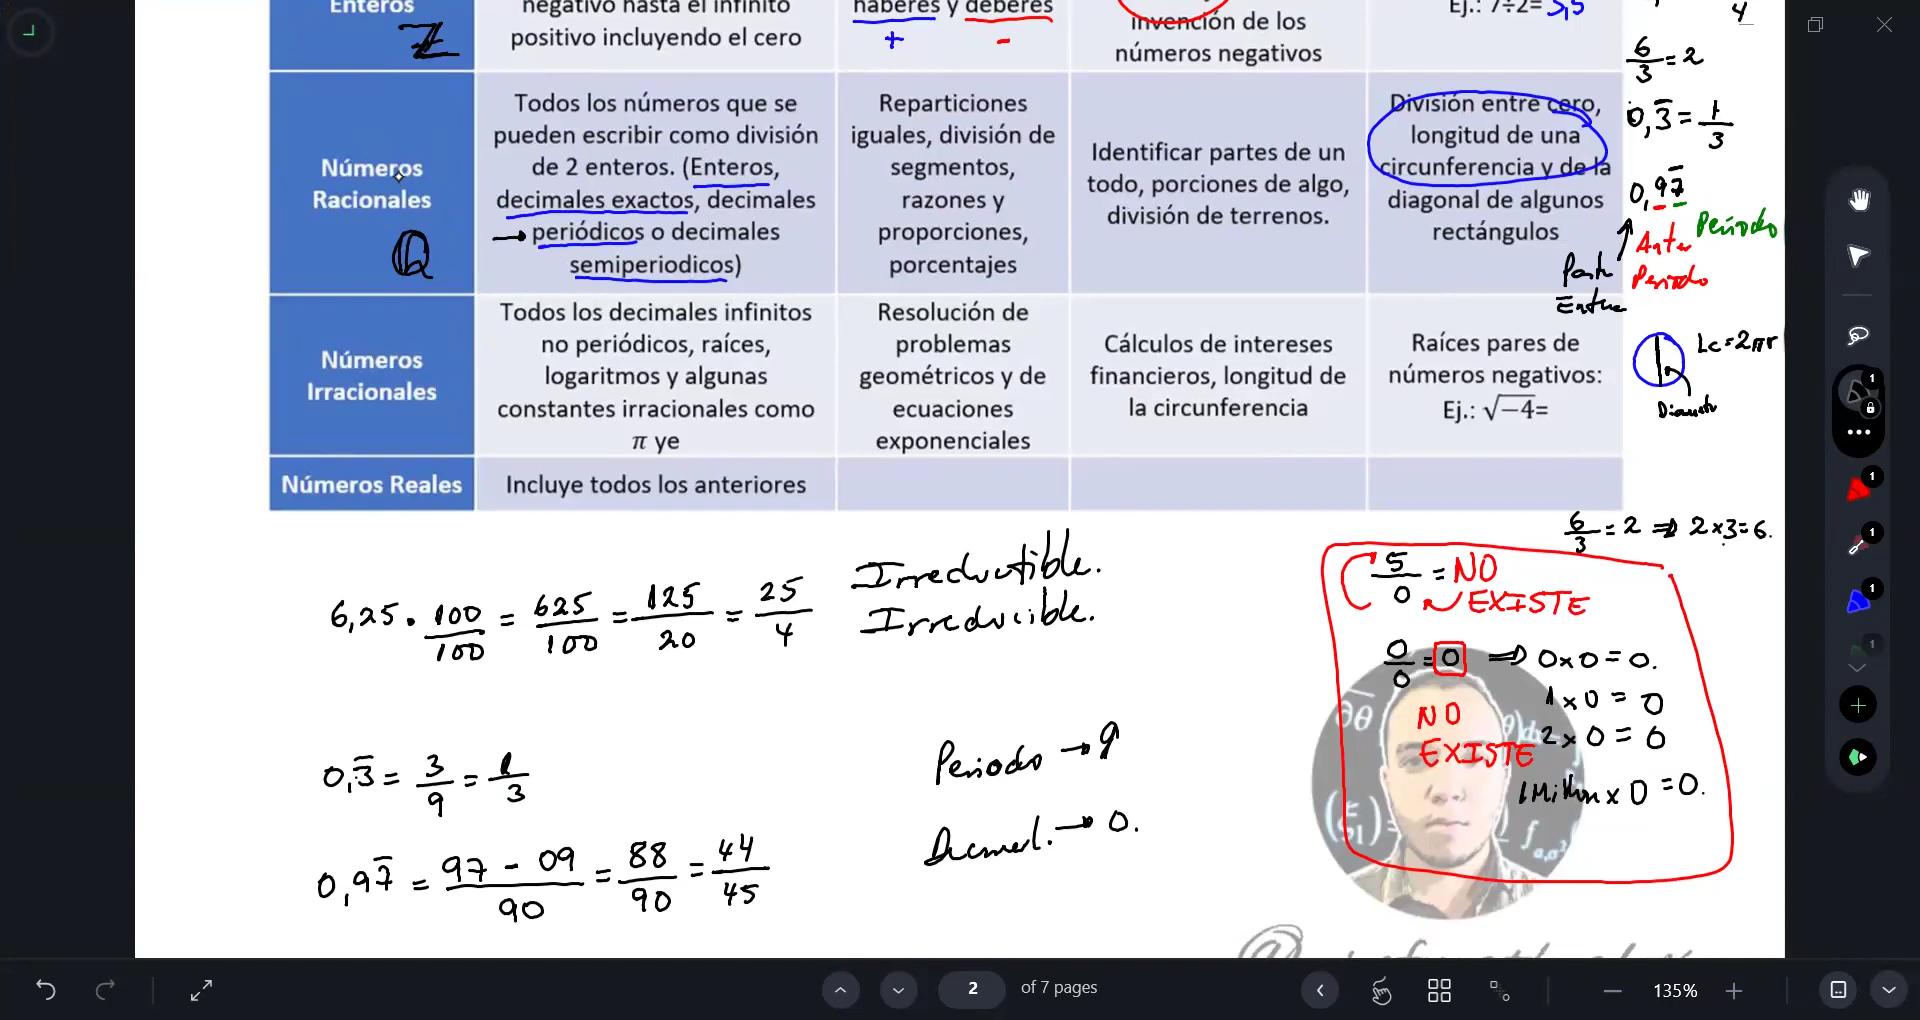 Enteros
negativo hasta el infinito
positivo incluyendo el cero
haberes y deberes
+ -
invención de los
números negativos
Ej.: 7÷2= 3,5
4
Z
6/3 = 2
Números
Racionales
Q
Todos los números que se
pueden escribir como división
de 2 enteros. (Enteros,
decimales exactos, decimales
periódicos o decimales
semiperiodicos)
Reparticiones
iguales, división de
segmentos,
razones y
proporciones,
porcentajes
Identificar partes de un
todo, porciones de algo,
división de terrenos.
División entre cero,
longitud de una
circunferencia y de la
diagonal de algunos
rectángulos
0,3̅ = 1/3
0,97̅
Periodo
Ante
Periodo
Parte
Entera
Números
Irracionales
Todos los decimales infinitos
no periódicos, raíces,
logaritmos y algunas
constantes irracionales como
π ye
Resolución de
problemas
geométricos y de
ecuaciones
exponenciales
Cálculos de intereses
financieros, longitud de
la circunferencia
Raíces pares de
números negativos:
Ej.: √−4=
Lc=2πr
Diametro
Números Reales
Incluye todos los anteriores
6/3 = 2 ⇒ 2×3=6.
Irreductible.
Irreducible.
6,25 · 100/100 = 625/100 = 125/20 = 25/4
5/0 = NO
EXISTE
0/0 = 0 ⇒ 0×0=0.
1×0=0
NO
EXISTE
2×0=0
1Millon×0=0.
0,3̅ = 3/9 = 1/3
Periodo → 9
Decimal. → 0.
0,97̅ = 97 - 09/90 = 88/90 = 44/45
2
of 7 pages
135%